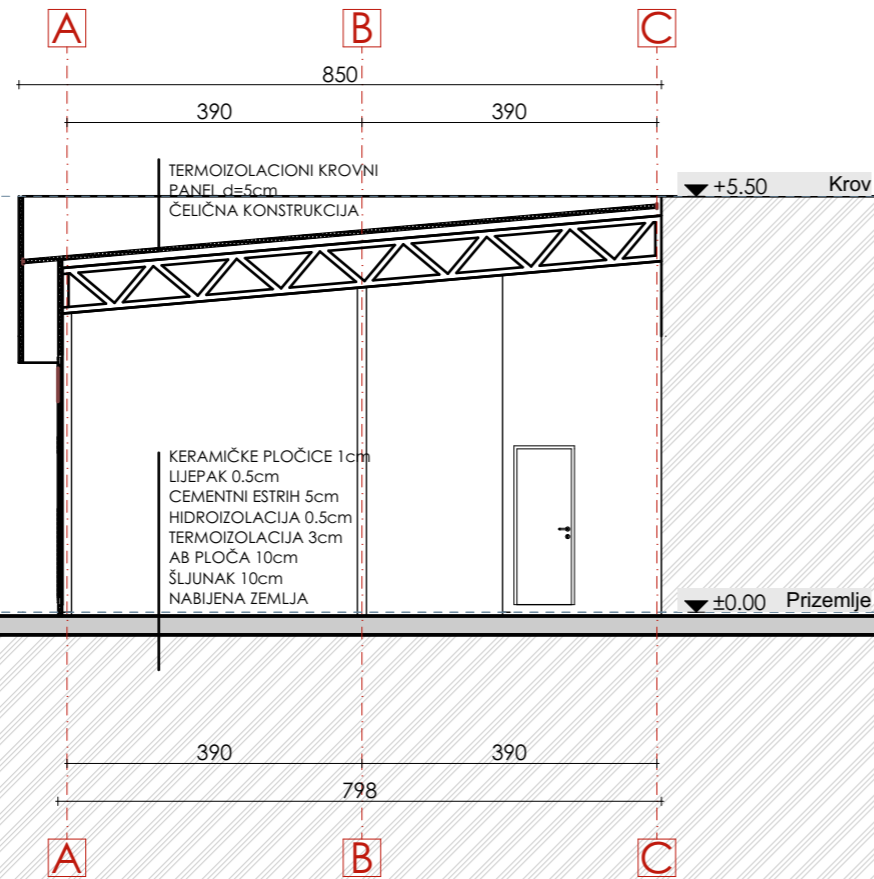 A B C
850
390 390
TERMOIZOLACIONI KROVNI
PANEL d=5cm
ČELIČNA KONSTRUKCIJA
+5.50 Krov
KERAMIČKE PLOČICE 1cm
LIJEPAK 0.5cm
CEMENTNI ESTRIH 5cm
HIDROIZOLACIJA 0.5cm
TERMOIZOLACIJA 3cm
AB PLOČA 10cm
ŠLJUNAK 10cm
NABIJENA ZEMLJA
±0.00 Prizemlje
390 390
798
A B C